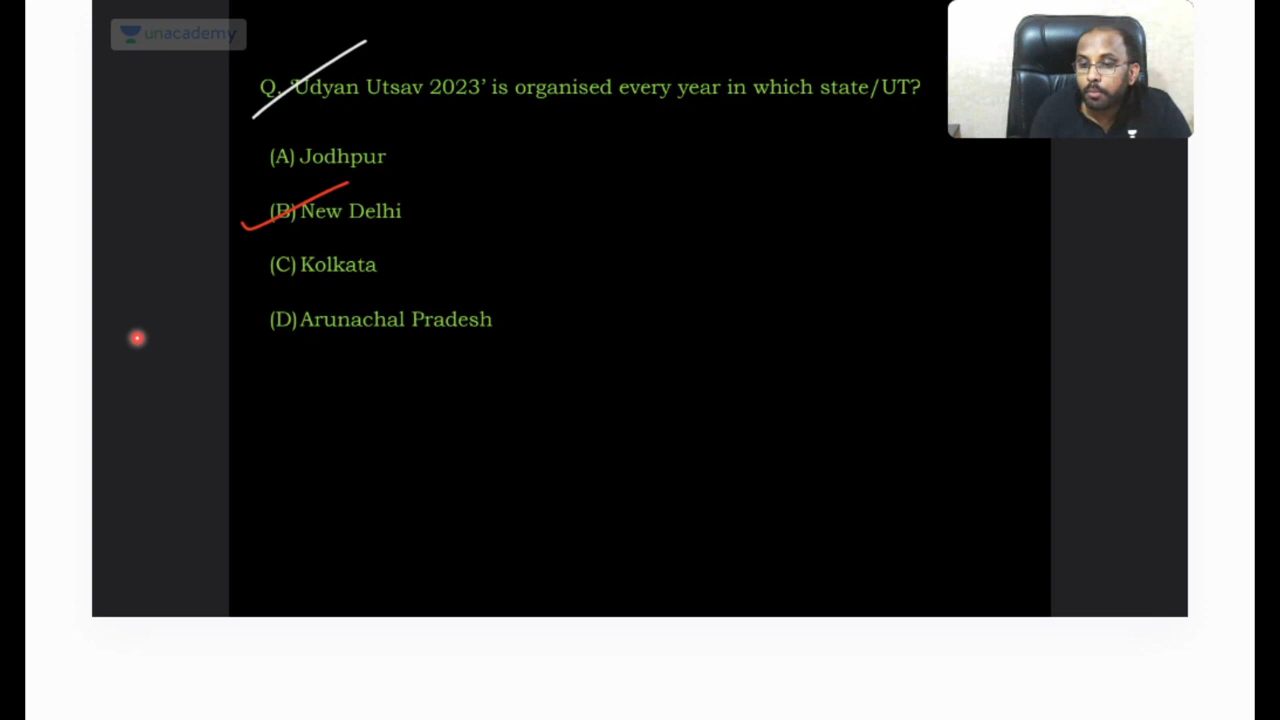 unacademy
Q. ‘Udyan Utsav 2023’ is organised every year in which state/UT?
(A) Jodhpur
(B) New Delhi
(C) Kolkata
(D) Arunachal Pradesh